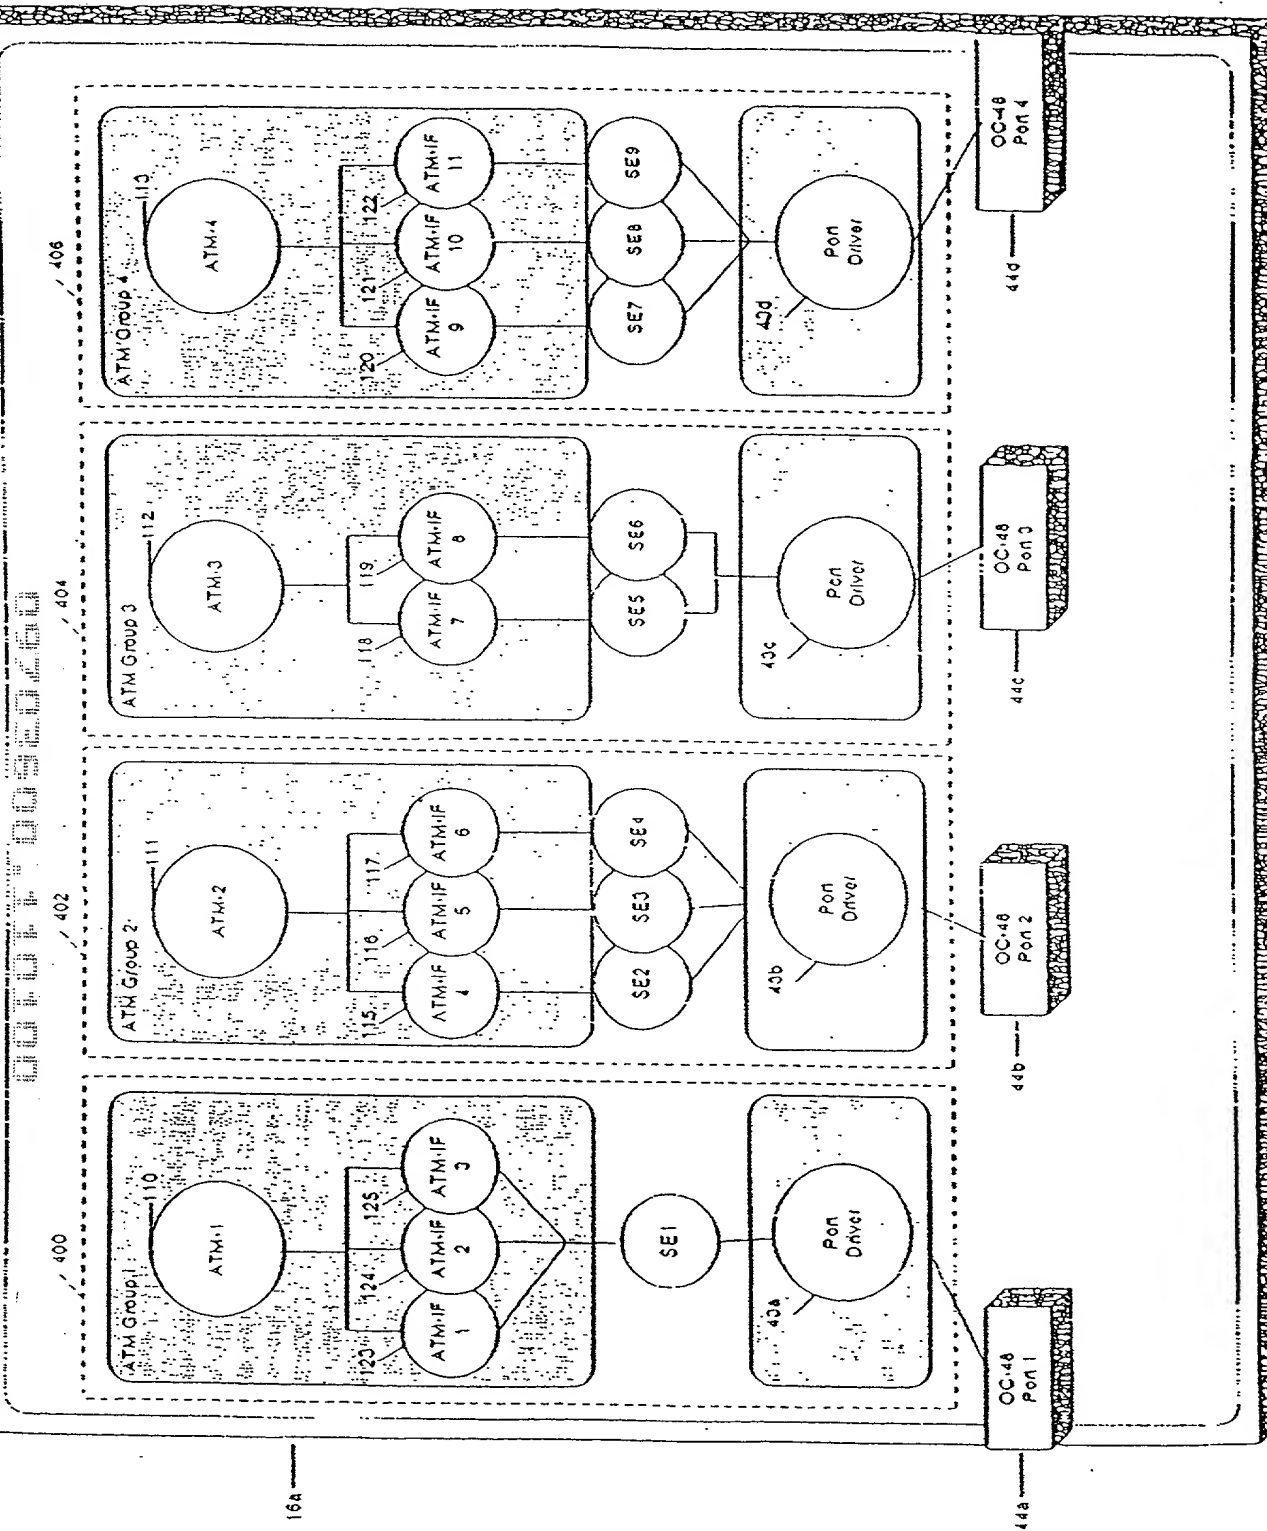 16a
400
402
404
406
ATM Group 1
110
ATM-1
123
124
125
ATM-IF
1
ATM-IF
2
ATM-IF
3
SE1
43a
Port
Driver
OC-48
Port 1
44a
ATM Group 2
111
ATM-2
115
116
117
ATM-IF
4
ATM-IF
5
ATM-IF
6
SE2
SE3
SE4
43b
Port
Driver
OC-48
Port 2
44b
ATM Group 3
112
ATM-3
118
119
ATM-IF
7
ATM-IF
8
SE5
SE6
43c
Port
Driver
OC-48
Port 3
44c
ATM Group 4
113
ATM-4
120
121
122
ATM-IF
9
ATM-IF
10
ATM-IF
11
SE7
SE8
SE9
43d
Port
Driver
OC-48
Port 4
44d